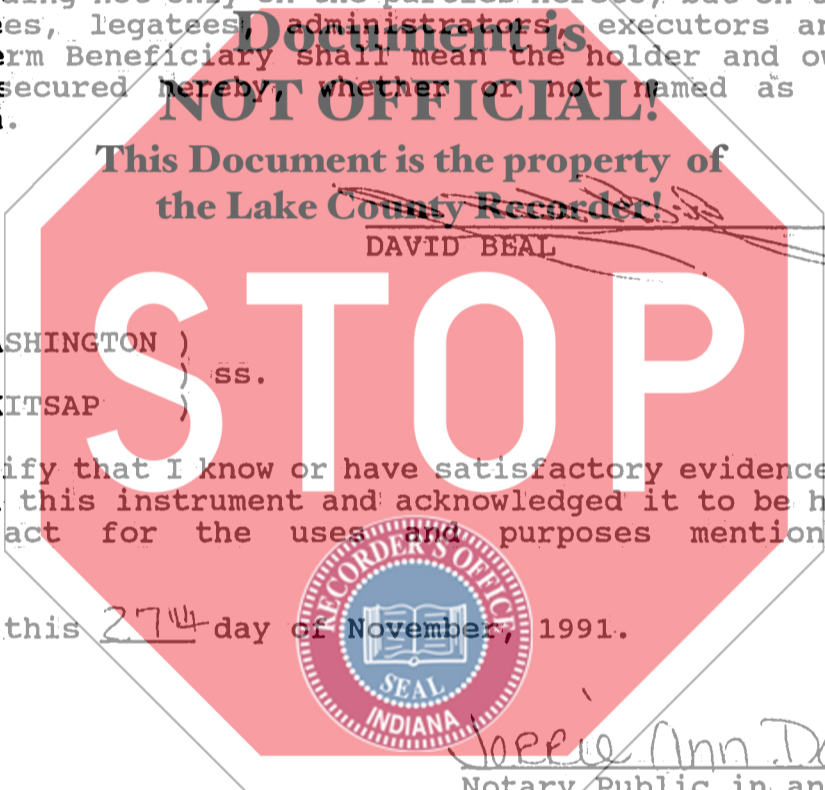 ding not only on the parties hereto, but on
es, legatees, administrators, executors an
erm Beneficiary shall mean the holder and ow
secured hereby, whether or not named as
.
Document is
NOT OFFICIAL!
This Document is the property of
the Lake County Recorder!
DAVID BEAL
STOP
ASHINGTON )
) ss.
KITSAP )
ify that I know or have satisfactory evidence
this instrument and acknowledged it to be h
act for the uses and purposes mention
this 27th day of November, 1991.
RECORDER'S OFFICE
SEAL
INDIANA
Ann
Notary Public in an